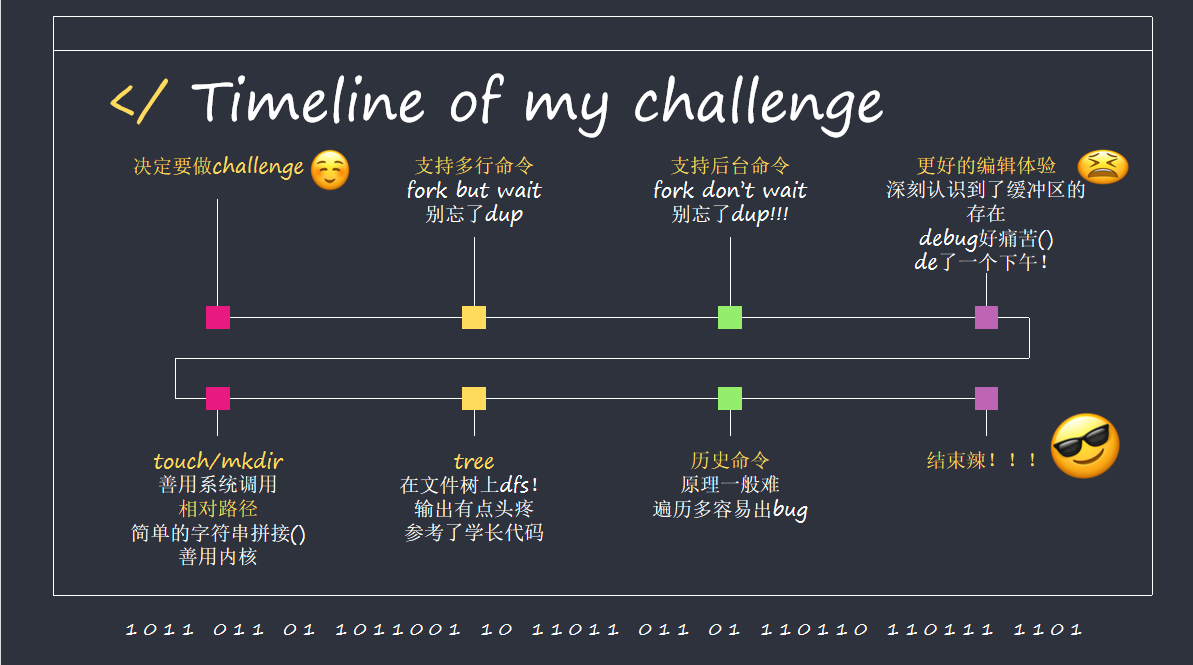 </ Timeline of my challenge
决定要做challenge
支持多行命令
fork but wait
别忘了dup
支持后台命令
fork don't wait
别忘了dup!!!
更好的编辑体验
深刻认识到了缓冲区的
存在
debug好痛苦()
de了一个下午!
touch/mkdir
善用系统调用
相对路径
简单的字符串拼接()
善用内核
tree
在文件树上dfs!
输出有点头疼
参考了学长代码
历史命令
原理一般难
遍历多容易出bug
结束辣！！！
1011 011 01 1011001 10 11011 011 01 110110 110111 1101